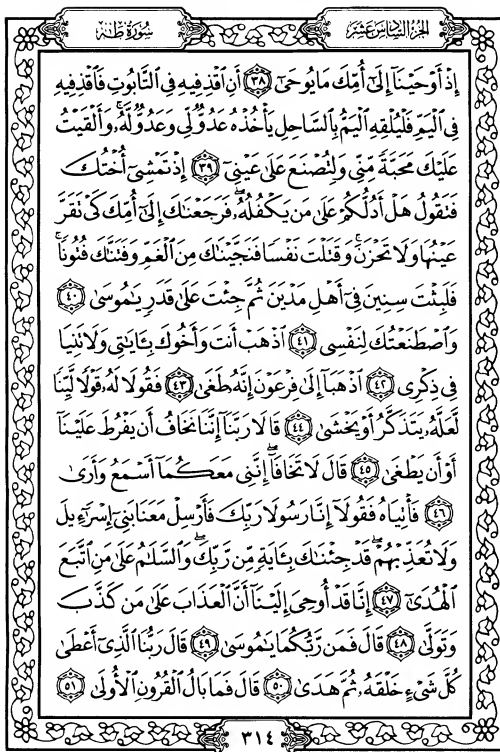 الجزء السادس عشر
سورة طه
إِذْ أَوْحَيْنَآ إِلَىٰٓ أُمِّكَ مَا يُوحَىٰٓ ٣٨ أَنِ ٱقْذِفِيهِ فِي ٱلتَّابُوتِ فَٱقْذِفِيهِ
فِي ٱلْيَمِّ فَلْيُلْقِهِ ٱلْيَمُّ بِٱلسَّاحِلِ يَأْخُذْهُ عَدُوٌّ لِّي وَعَدُوٌّ لَّهُۥۚ وَأَلْقَيْتُ
عَلَيْكَ مَحَبَّةً مِّنِّي وَلِتُصْنَعَ عَلَىٰ عَيْنِيٓ ٣٩ إِذْ تَمْشِيٓ أُخْتُكَ
فَتَقُولُ هَلْ أَدُلُّكُمْ عَلَىٰ مَن يَكْفُلُهُۥۖ فَرَجَعْنَٰكَ إِلَىٰٓ أُمِّكَ كَيْ تَقَرَّ
عَيْنُهَا وَلَا تَحْزَنَۚ وَقَتَلْتَ نَفْسًا فَنَجَّيْنَٰكَ مِنَ ٱلْغَمِّ وَفَتَنَّٰكَ فُتُونًاۚ
فَلَبِثْتَ سِنِينَ فِيٓ أَهْلِ مَدْيَنَ ثُمَّ جِئْتَ عَلَىٰ قَدَرٍ يَٰمُوسَىٰ ٤٠
وَٱصْطَنَعْتُكَ لِنَفْسِي ٤١ ٱذْهَبْ أَنتَ وَأَخُوكَ بِـَٔايَٰتِي وَلَا تَنِيَا
فِي ذِكْرِي ٤٢ ٱذْهَبَآ إِلَىٰ فِرْعَوْنَ إِنَّهُۥ طَغَىٰ ٤٣ فَقُولَا لَهُۥ قَوْلًا لَّيِّنًا
لَّعَلَّهُۥ يَتَذَكَّرُ أَوْ يَخْشَىٰ ٤٤ قَالَا رَبَّنَآ إِنَّنَا نَخَافُ أَن يَفْرُطَ عَلَيْنَآ
أَوْ أَن يَطْغَىٰ ٤٥ قَالَ لَا تَخَافَآۖ إِنَّنِي مَعَكُمَآ أَسْمَعُ وَأَرَىٰ
٤٦ فَأْتِيَاهُ فَقُولَآ إِنَّا رَسُولَا رَبِّكَ فَأَرْسِلْ مَعَنَا بَنِيٓ إِسْرَٰٓءِيلَ
وَلَا تُعَذِّبْهُمْۖ قَدْ جِئْنَٰكَ بِـَٔايَةٍ مِّن رَّبِّكَۖ وَٱلسَّلَٰمُ عَلَىٰ مَنِ ٱتَّبَعَ
ٱلْهُدَىٰٓ ٤٧ إِنَّا قَدْ أُوحِيَ إِلَيْنَآ أَنَّ ٱلْعَذَابَ عَلَىٰ مَن كَذَّبَ
وَتَوَلَّىٰ ٤٨ قَالَ فَمَن رَّبُّكُمَا يَٰمُوسَىٰ ٤٩ قَالَ رَبُّنَا ٱلَّذِيٓ أَعْطَىٰ
كُلَّ شَيْءٍ خَلْقَهُۥ ثُمَّ هَدَىٰ ٥٠ قَالَ فَمَا بَالُ ٱلْقُرُونِ ٱلْأُولَىٰ ٥١
٣١٤